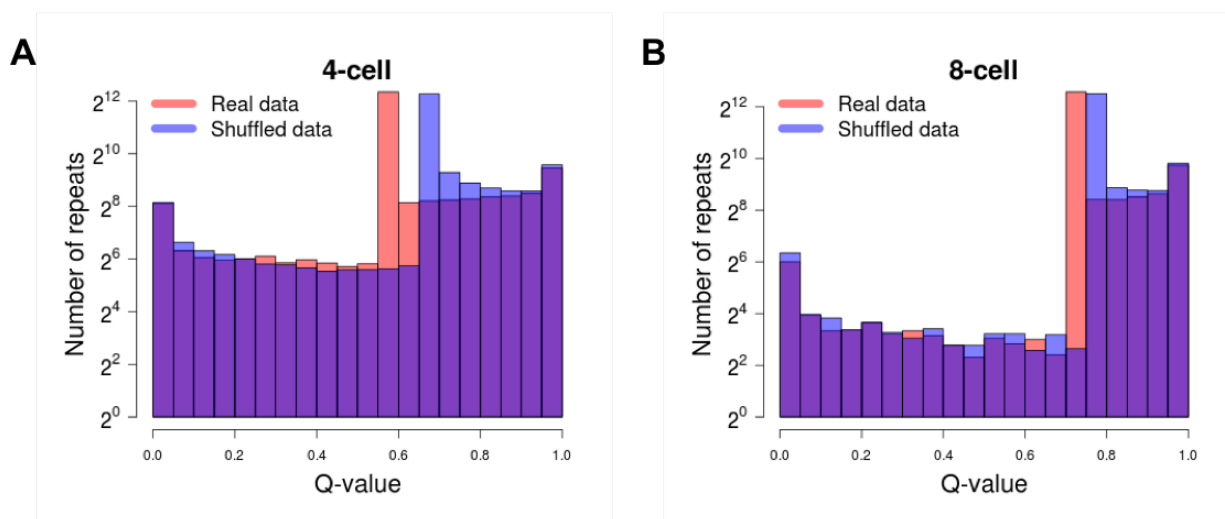 A
4-cell
Real data
Shuffled data
Number of repeats
2^12
2^10
2^8
2^6
2^4
2^2
2^0
0.0 0.2 0.4 0.6 0.8 1.0
Q-value
B
8-cell
Real data
Shuffled data
Number of repeats
2^12
2^10
2^8
2^6
2^4
2^2
2^0
0.0 0.2 0.4 0.6 0.8 1.0
Q-value